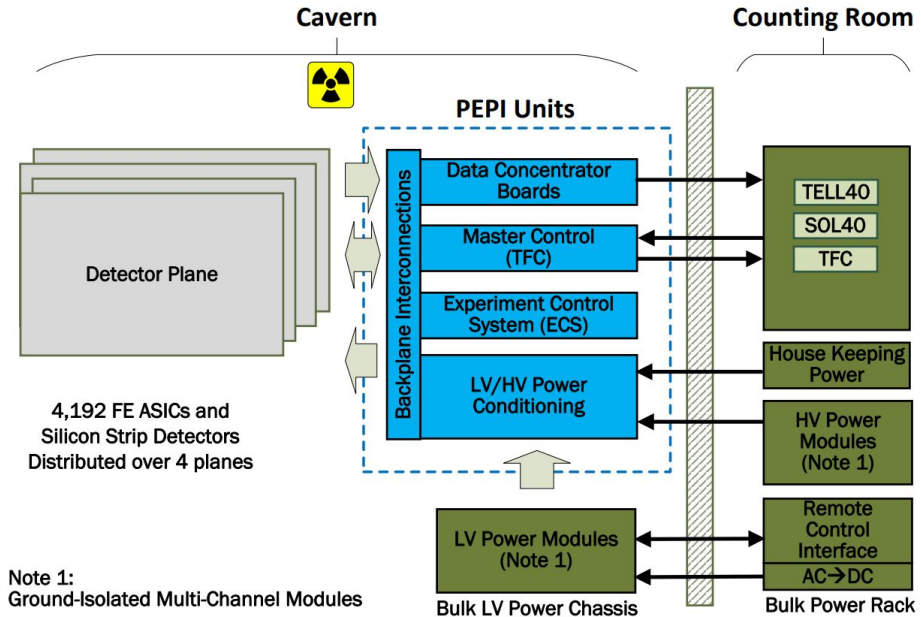 Cavern
Counting Room
PEPI Units
Detector Plane
Backplane Interconnections
Data Concentrator
Boards
Master Control
(TFC)
Experiment Control
System (ECS)
LV/HV Power
Conditioning
TELL40
SOL40
TFC
House Keeping
Power
HV Power
Modules
(Note 1)
4,192 FE ASICs and
Silicon Strip Detectors
Distributed over 4 planes
LV Power Modules
(Note 1)
Bulk LV Power Chassis
Remote
Control
Interface
AC→DC
Bulk Power Rack
Note 1:
Ground-Isolated Multi-Channel Modules